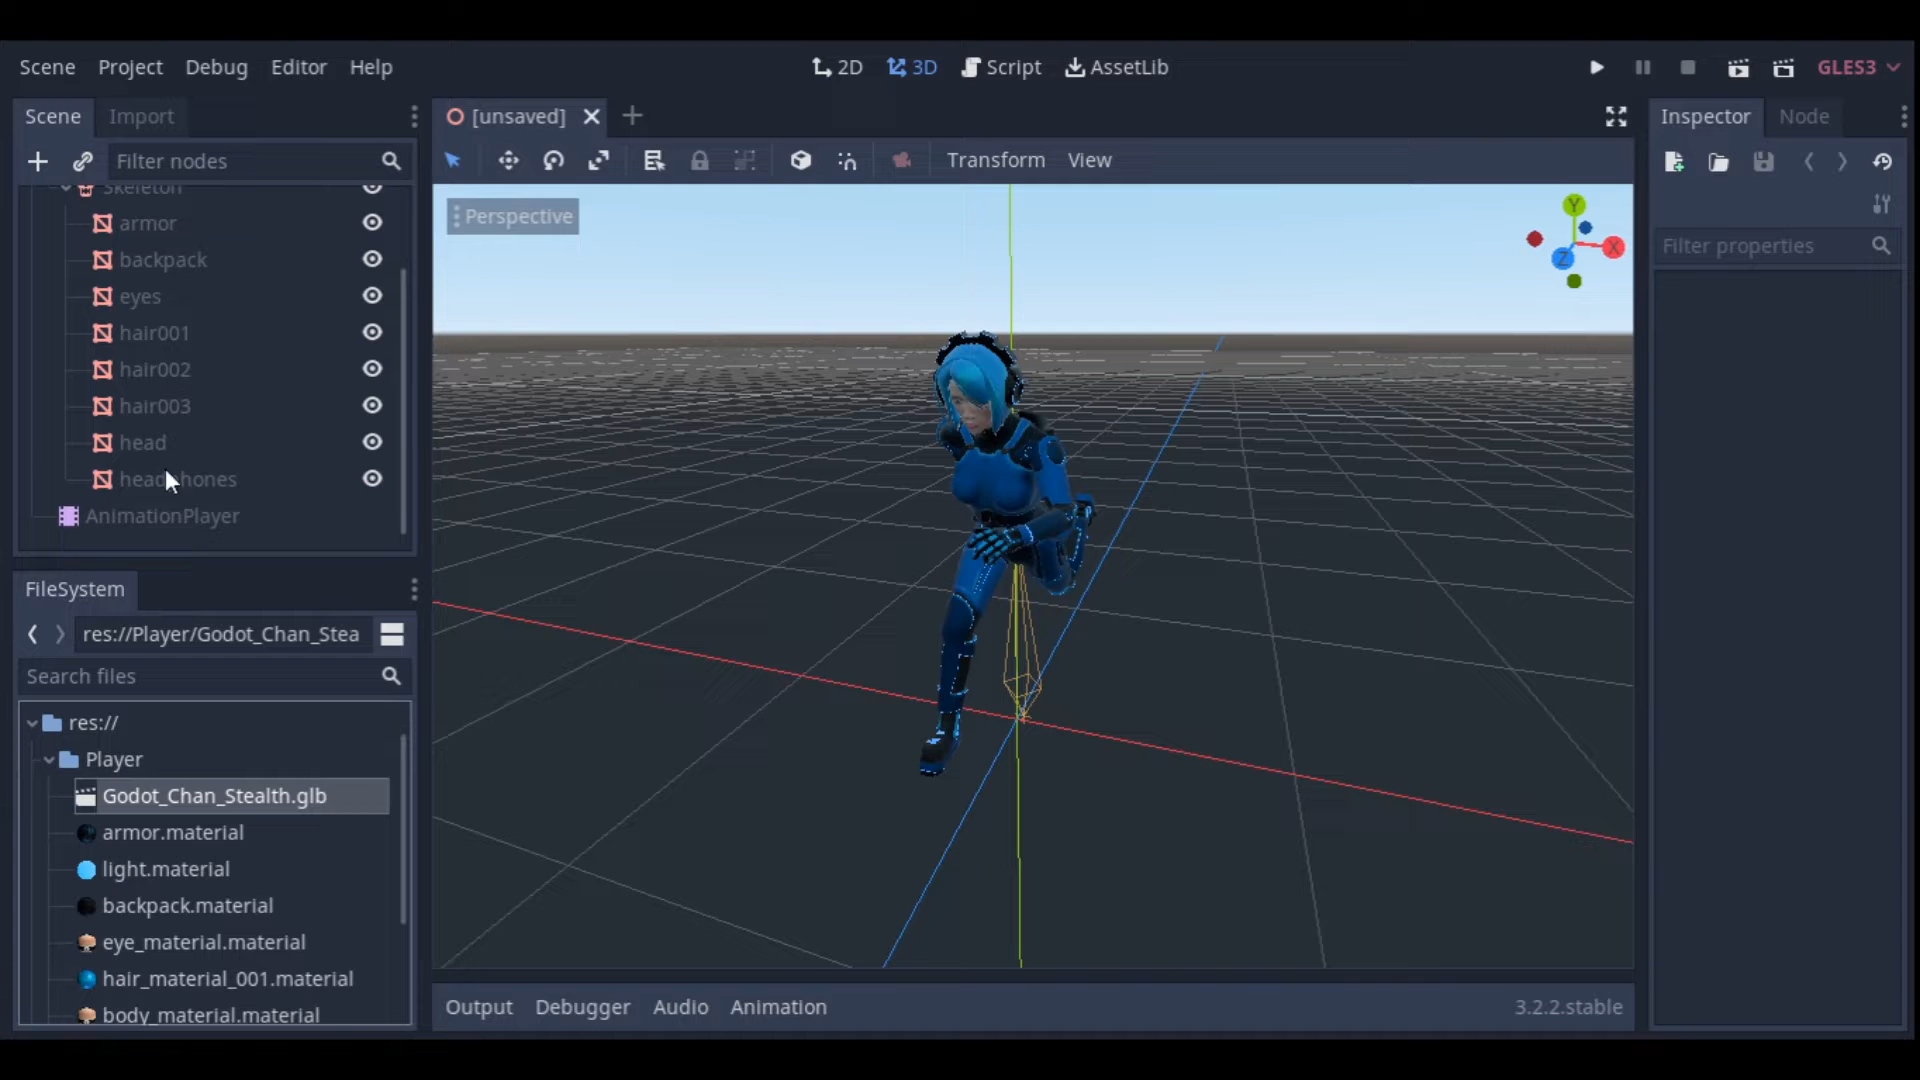 Scene Project Debug Editor Help
2D 3D Script AssetLib
GLES3
Scene Import
[unsaved]
Inspector Node
Filter nodes
Transform View
Skeleton
armor
backpack
eyes
hair001
hair002
hair003
head
AnimationPlayer
Perspective
Y
X
Z
Filter properties
FileSystem
res://Player/Godot_Chan_Stea
Search files
res://
Player
Godot_Chan_Stealth.glb
armor.material
light.material
backpack.material
eye_material.material
hair_material_001.material
body_material.material
Output Debugger Audio Animation
3.2.2.stable